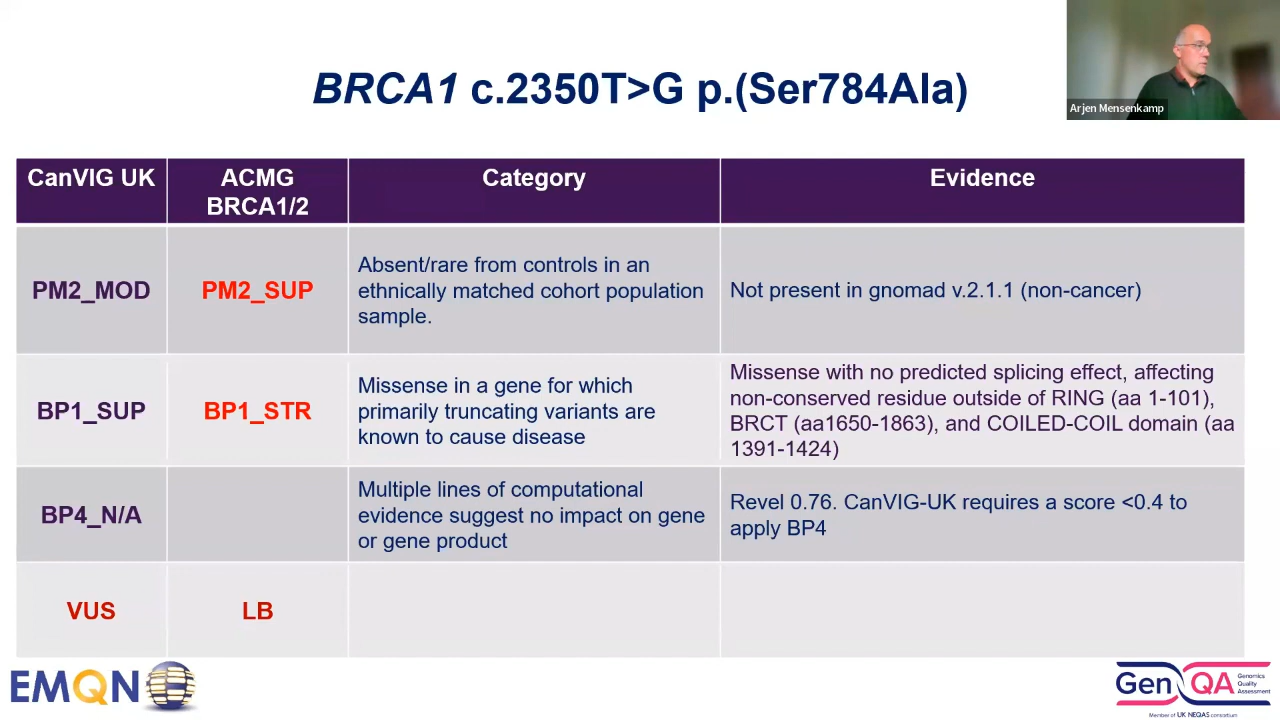 BRCA1 c.2350T>G p.(Ser784Ala)
Arjen Mensenkamp
CanVIG UK
ACMG
BRCA1/2
Category
Evidence
PM2_MOD
PM2_SUP
Absent/rare from controls in an
ethnically matched cohort population
sample.
Not present in gnomad v.2.1.1 (non-cancer)
BP1_SUP
BP1_STR
Missense in a gene for which
primarily truncating variants are
known to cause disease
Missense with no predicted splicing effect, affecting
non-conserved residue outside of RING (aa 1-101),
BRCT (aa1650-1863), and COILED-COIL domain (aa
1391-1424)
BP4_N/A
Multiple lines of computational
evidence suggest no impact on gene
or gene product
Revel 0.76. CanVIG-UK requires a score <0.4 to
apply BP4
VUS
LB
EMQN
GenQA
Genomics
Quality
Assessment
Member of UK NEQAS consortium